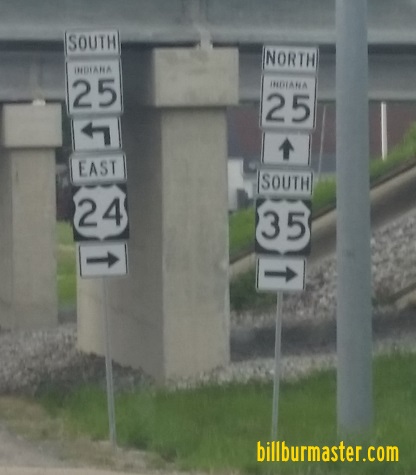 SOUTH
INDIANA
25
EAST
24
NORTH
INDIANA
25
SOUTH
35
billburmaster.com